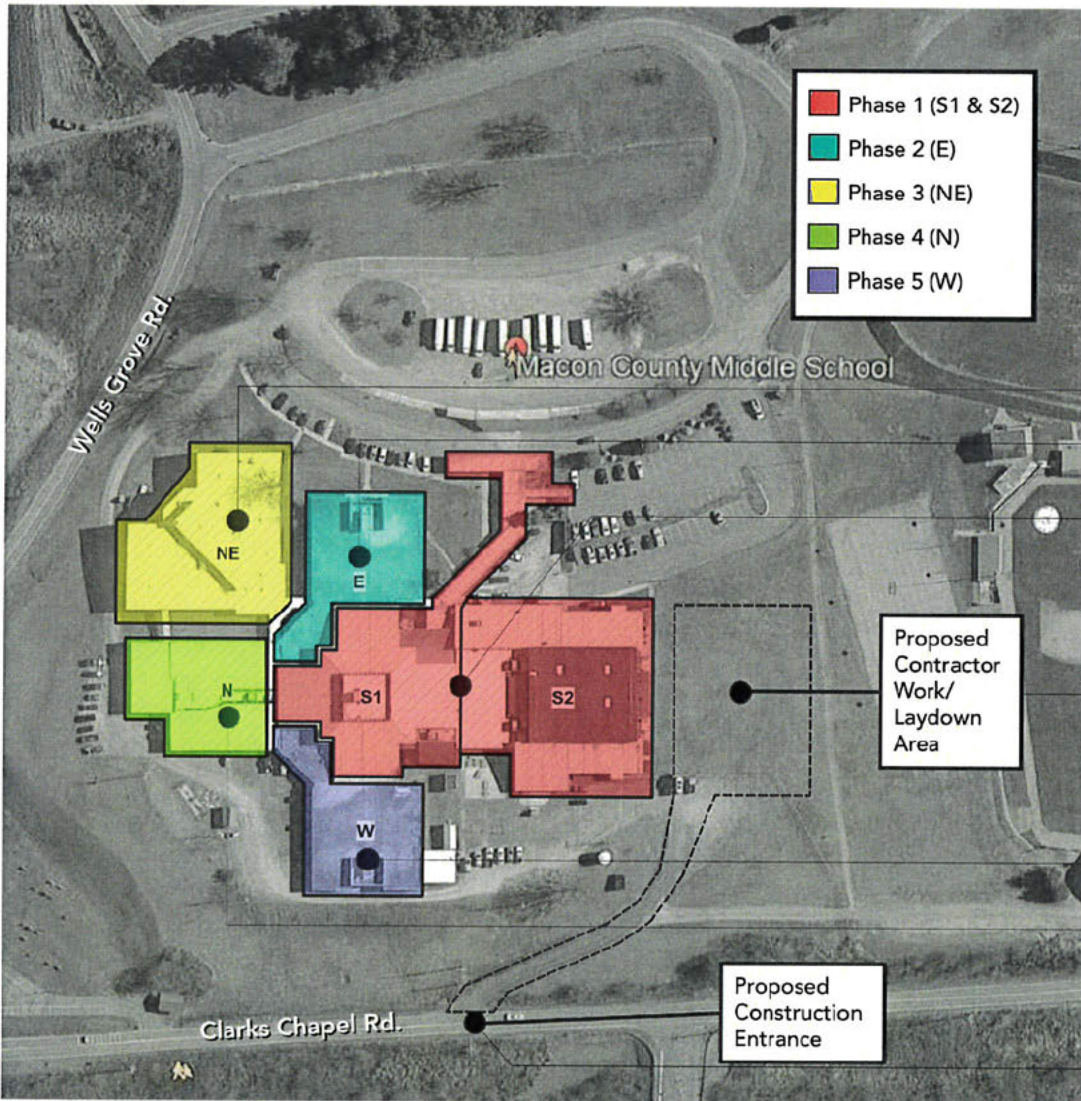 Phase 1 (S1 & S2)
Phase 2 (E)
Phase 3 (NE)
Phase 4 (N)
Phase 5 (W)
Wells Grove Rd.
Macon County Middle School
NE
E
N
S1
S2
W
Proposed
Contractor
Work/
Laydown
Area
Proposed
Construction
Entrance
Clarks Chapel Rd.